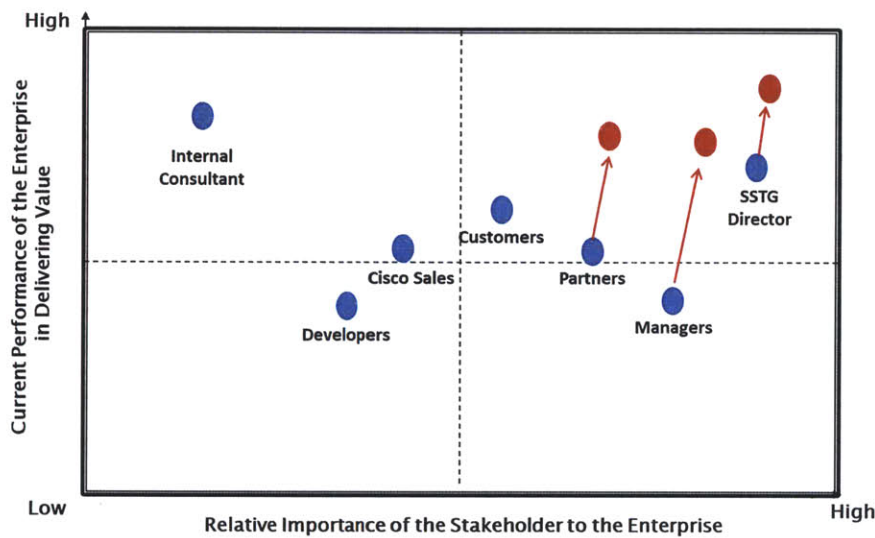 High
Current Performance of the Enterprise
in Delivering Value
Internal
Consultant
Customers
SSTG
Director
Cisco Sales
Partners
Developers
Managers
Low
Relative Importance of the Stakeholder to the Enterprise
High